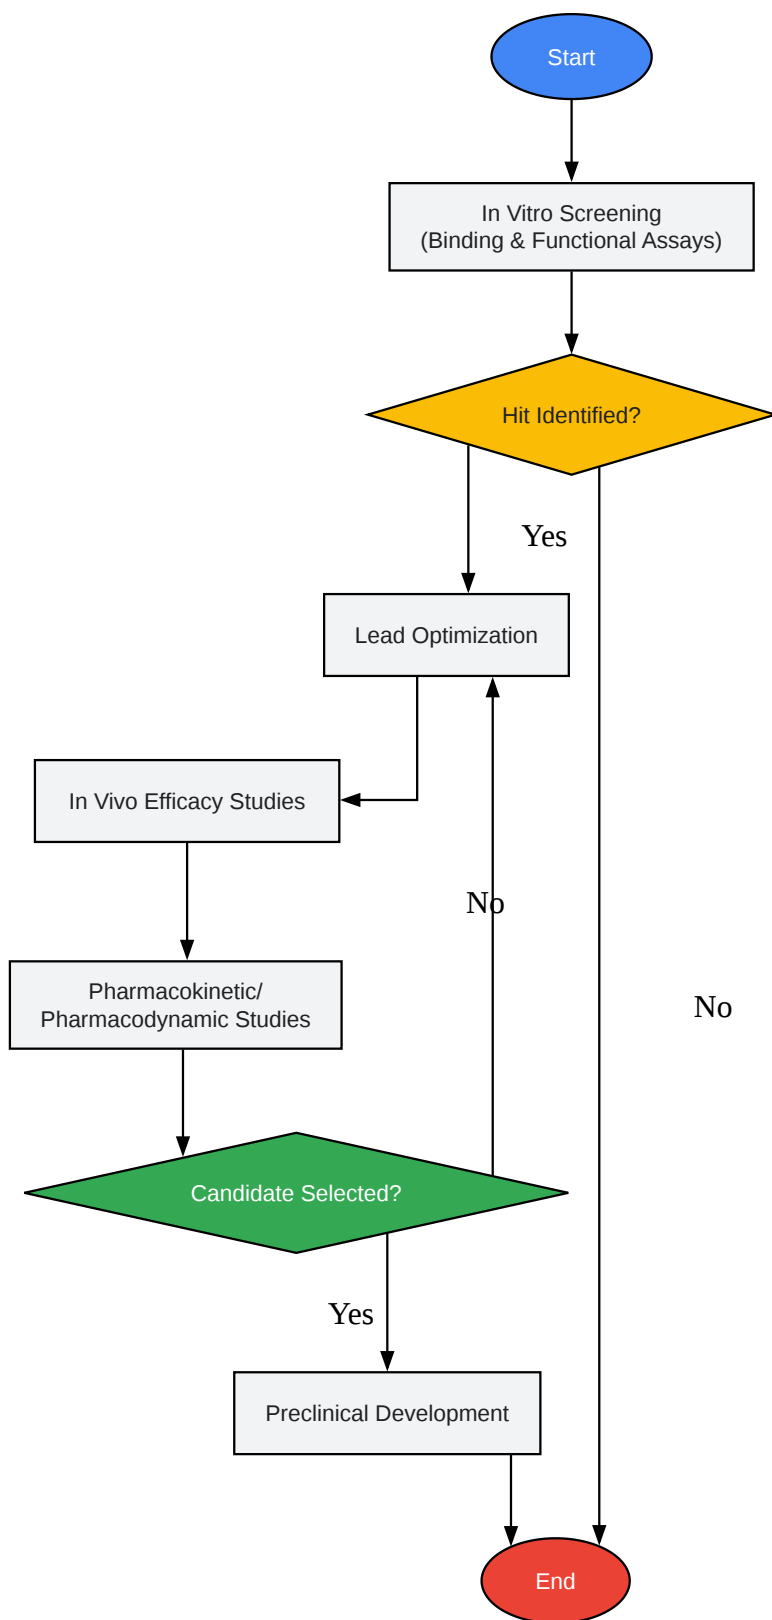 Start
In Vitro Screening
(Binding & Functional Assays)
Hit Identified?
Yes
Lead Optimization
In Vivo Efficacy Studies
No
Pharmacokinetic/
Pharmacodynamic Studies
No
Candidate Selected?
Yes
Preclinical Development
End